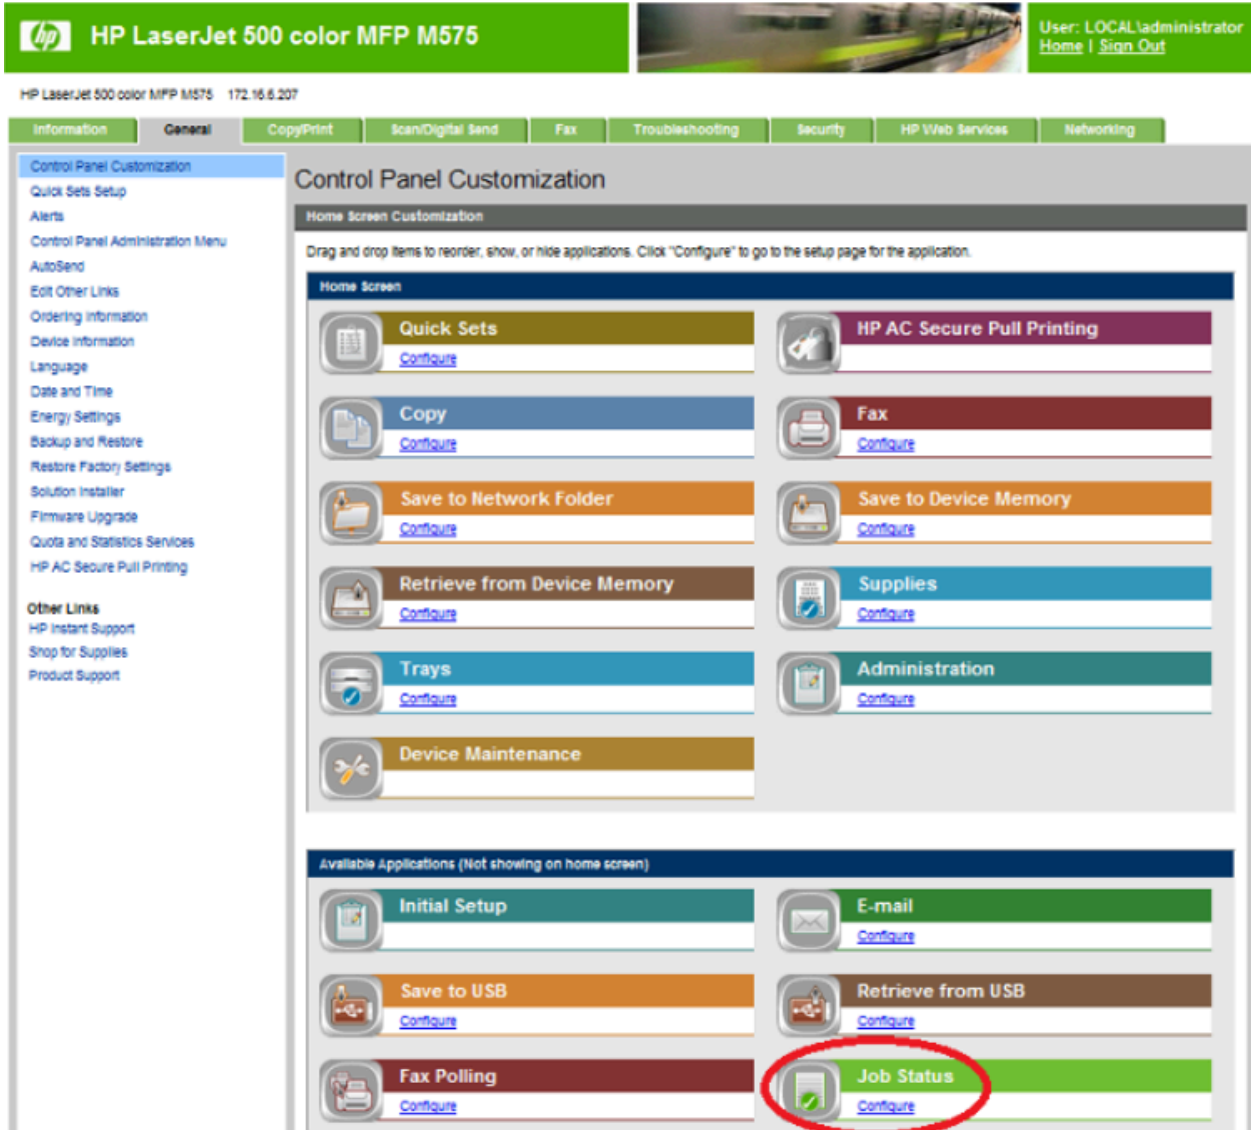 hp HP LaserJet 500 color MFP M575
User: LOCAL\administrator
Home | Sign Out
HP LaserJet 500 color MFP M575 172.16.6.207
Information General Copy/Print Scan/Digital Send Fax Troubleshooting Security HP Web Services Networking
Control Panel Customization
Quick Sets Setup
Alerts
Control Panel Administration Menu
AutoSend
Edit Other Links
Ordering Information
Device Information
Language
Date and Time
Energy Settings
Backup and Restore
Restore Factory Settings
Solution Installer
Firmware Upgrade
Quota and Statistics Services
HP AC Secure Pull Printing
Other Links
HP Instant Support
Shop for Supplies
Product Support
Control Panel Customization
Home Screen Customization
Drag and drop items to reorder, show, or hide applications. Click "Configure" to go to the setup page for the application.
Home Screen
Quick Sets
Configure
HP AC Secure Pull Printing
Copy
Configure
Fax
Configure
Save to Network Folder
Configure
Save to Device Memory
Configure
Retrieve from Device Memory
Configure
Supplies
Configure
Trays
Configure
Administration
Configure
Device Maintenance
Available Applications (Not showing on home screen)
Initial Setup
E-mail
Configure
Save to USB
Configure
Retrieve from USB
Configure
Fax Polling
Configure
Job Status
Configure